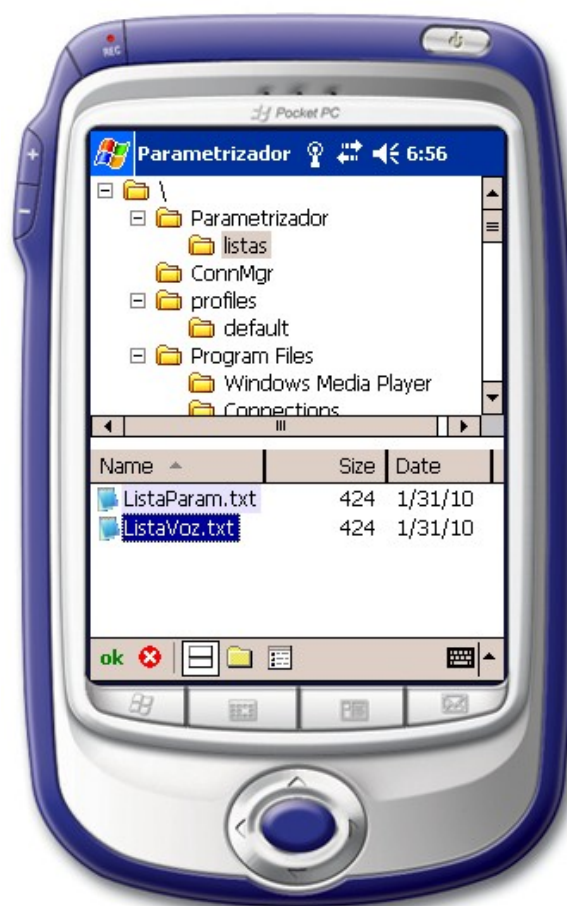 REC
Pocket PC
Parametrizador 6:56
\
Parametrizador
listas
ConnMgr
profiles
default
Program Files
Windows Media Player
Connections
Name Size Date
ListaParam.txt 424 1/31/10
ListaVoz.txt 424 1/31/10
ok